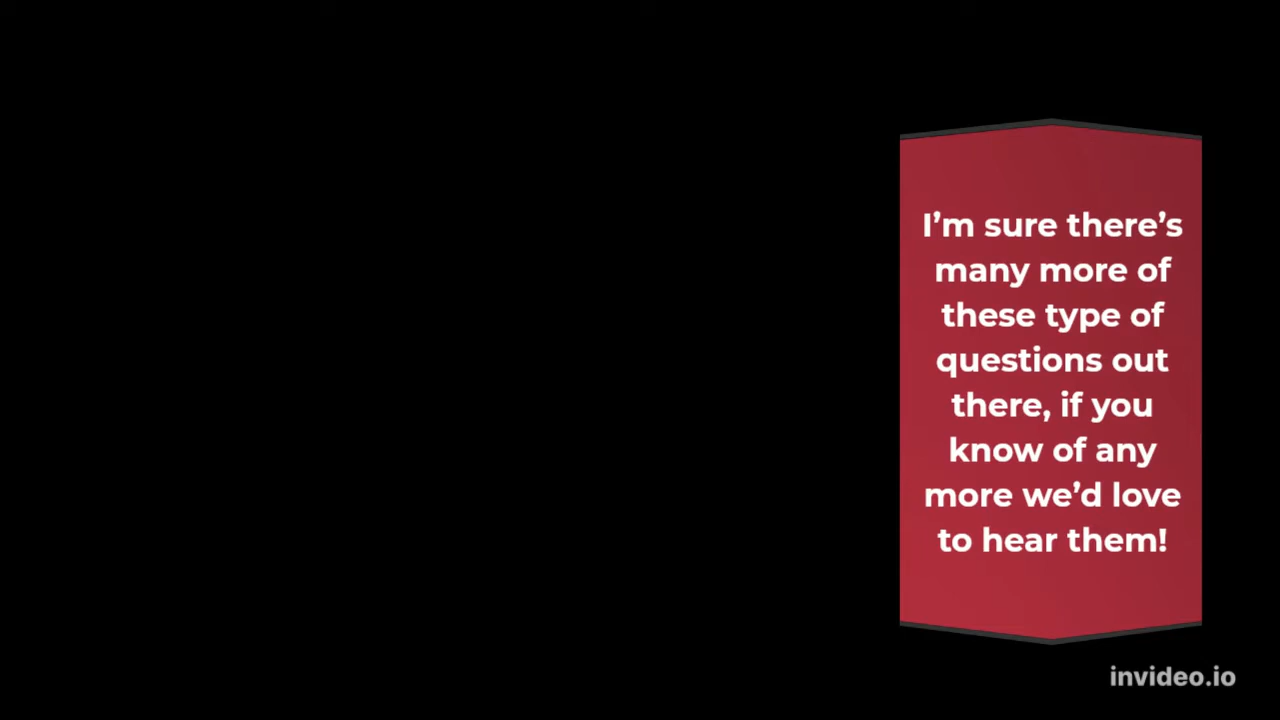 I’m sure there’s
many more of
these type of
questions out
there, if you
know of any
more we’d love
to hear them!
invideo.io